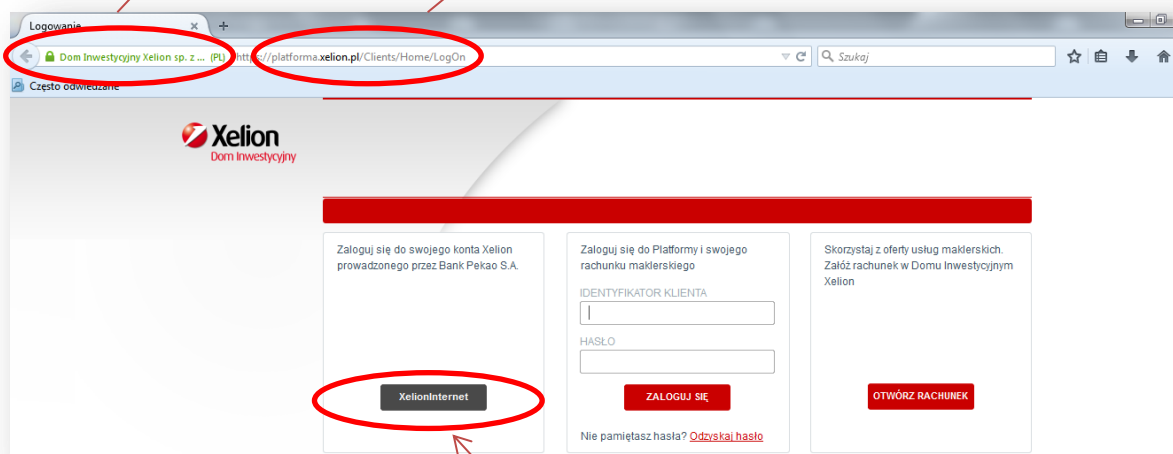 Logowanie
Dom Inwestycyjny Xelion sp. z ... (PL) https://platforma.xelion.pl/Clients/Home/LogOn
Szukaj
Często odwiedzane
Xelion
Dom Inwestycyjny
Zaloguj się do swojego konta Xelion
prowadzonego przez Bank Pekao S.A.
XelionInternet
Zaloguj się do Platformy i swojego
rachunku maklerskiego
IDENTYFIKATOR KLIENTA
HASŁO
ZALOGUJ SIĘ
Nie pamiętasz hasła? Odzyskaj hasło
Skorzystaj z oferty usług maklerskich.
Załóż rachunek w Domu Inwestycyjnym
Xelion
OTWÓRZ RACHUNEK